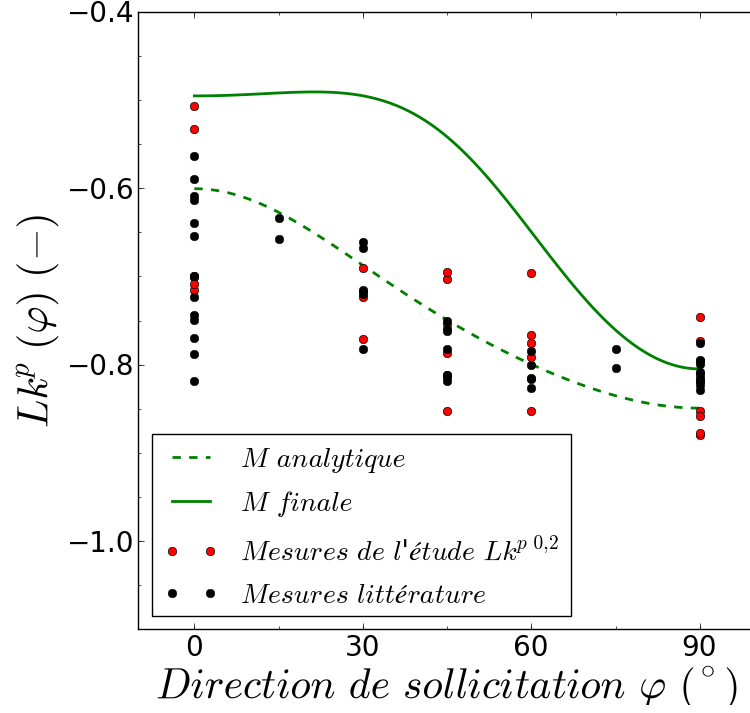 −0.4
−0.6
−0.8
−1.0
Lk^p (φ) (−)
M analytique
M finale
Mesures de l'étude Lk^{p 0,2}
Mesures littérature
0 30 60 90
Direction de sollicitation φ (°)